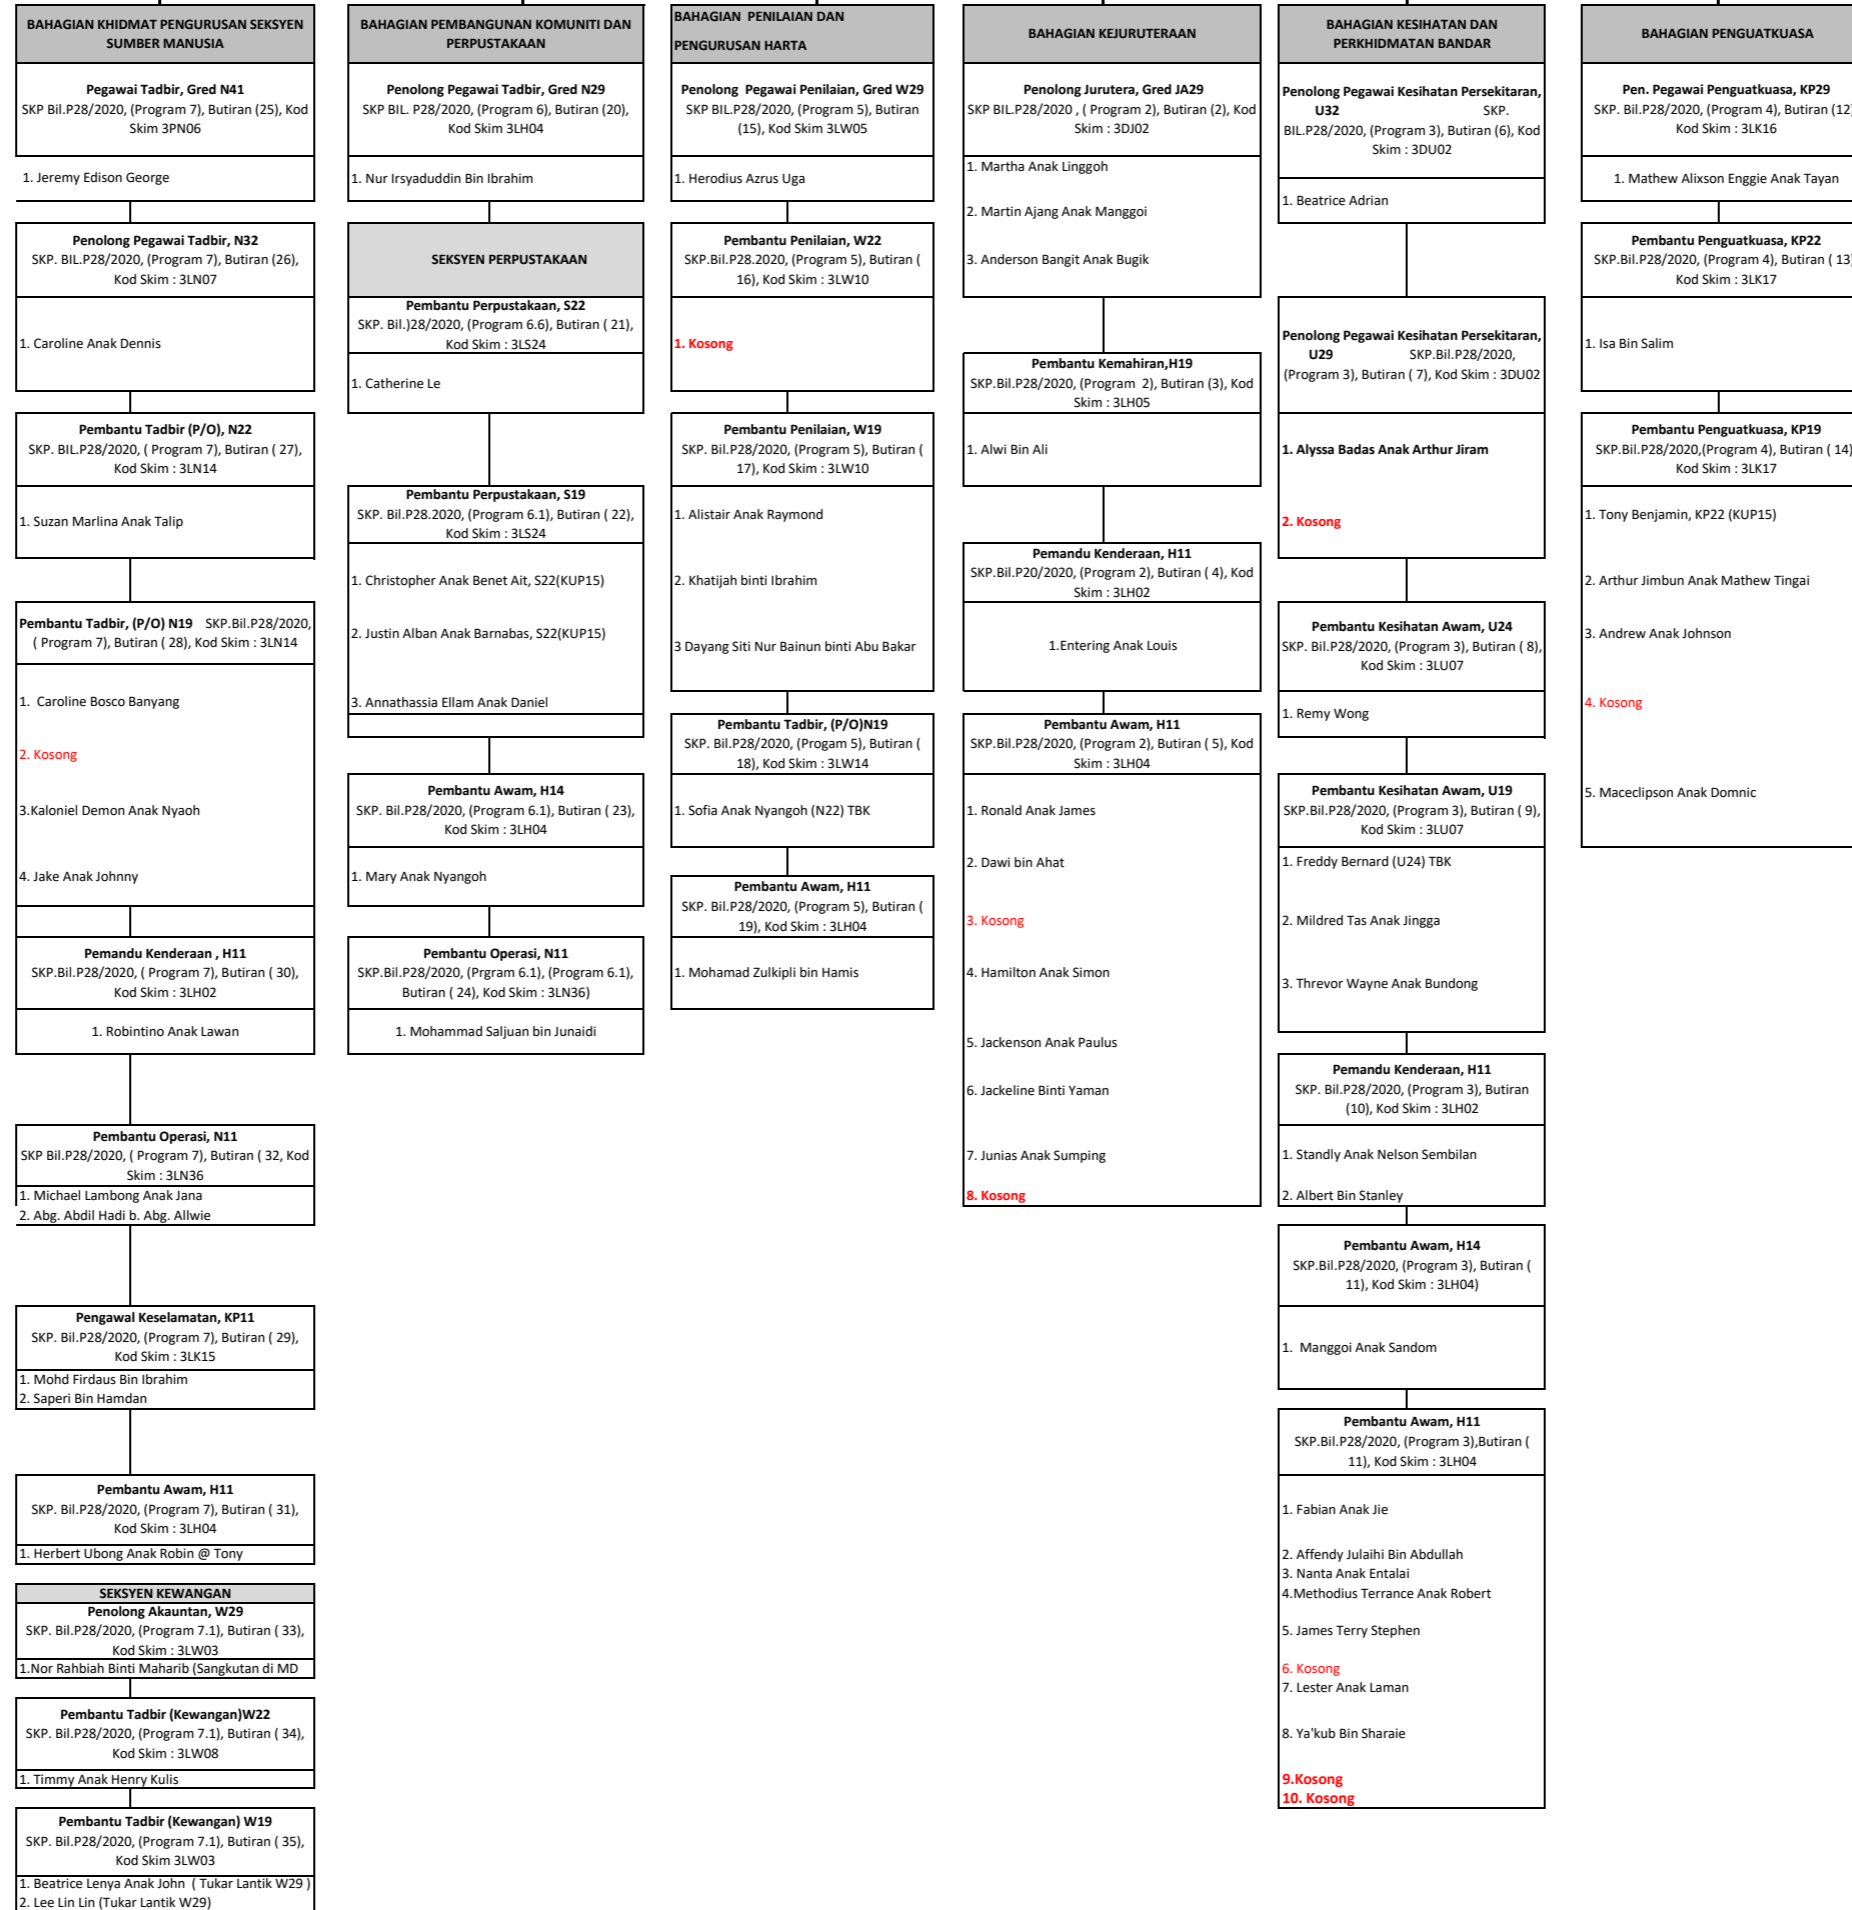 BAHAGIAN KHIDMAT PENGURUSAN SEKSYEN
SUMBER MANUSIA
Pegawai Tadbir, Gred N41
SKP Bil.P28/2020, (Program 7), Butiran (25), Kod
Skim 3PN06
1. Jeremy Edison George
Penolong Pegawai Tadbir, N32
SKP. BIL.P28/2020, (Program 7), Butiran (26),
Kod Skim : 3LN07
1. Caroline Anak Dennis
Pembantu Tadbir (P/O), N22
SKP. BIL.P28/2020, ( Program 7), Butiran ( 27),
Kod Skim : 3LN14
1. Suzan Marlina Anak Talip
Pembantu Tadbir, (P/O) N19 SKP.Bil.P28/2020,
( Program 7), Butiran ( 28), Kod Skim : 3LN14
1. Caroline Bosco Banyang
2. Kosong
3.Kaloniel Demon Anak Nyaoh
4. Jake Anak Johnny
Pemandu Kenderaan , H11
SKP.Bil.P28/2020, ( Program 7), Butiran ( 30),
Kod Skim : 3LH02
1. Robintino Anak Lawan
Pembantu Operasi, N11
SKP Bil.P28/2020, ( Program 7), Butiran ( 32, Kod
Skim : 3LN36
1. Michael Lambong Anak Jana
2. Abg. Abdil Hadi b. Abg. Allwie
Pengawal Keselamatan, KP11
SKP. Bil.P28/2020, (Program 7), Butiran ( 29),
Kod Skim : 3LK15
1. Mohd Firdaus Bin Ibrahim
2. Saperi Bin Hamdan
Pembantu Awam, H11
SKP. Bil.P28/2020, (Program 7), Butiran ( 31),
Kod Skim : 3LH04
1. Herbert Ubong Anak Robin @ Tony
SEKSYEN KEWANGAN
Penolong Akauntan, W29
SKP. Bil.P28/2020, (Program 7.1), Butiran ( 33),
Kod Skim : 3LW03
1.Nor Rahbiah Binti Maharib (Sangkutan di MD
Pembantu Tadbir (Kewangan)W22
SKP. Bil.P28/2020, (Program 7.1), Butiran ( 34),
Kod Skim : 3LW08
1. Timmy Anak Henry Kulis
Pembantu Tadbir (Kewangan) W19
SKP. Bil.P28/2020, (Program 7.1), Butiran ( 35),
Kod Skim 3LW03
1. Beatrice Lenya Anak John ( Tukar Lantik W29 )
2. Lee Lin Lin (Tukar Lantik W29)
BAHAGIAN PEMBANGUNAN KOMUNITI DAN
PERPUSTAKAAN
Penolong Pegawai Tadbir, Gred N29
SKP BIL. P28/2020, (Program 6), Butiran (20),
Kod Skim 3LH04
1. Nur Irsyaduddin Bin Ibrahim
SEKSYEN PERPUSTAKAAN
Pembantu Perpustakaan, S22
SKP. Bil.)28/2020, (Program 6.6), Butiran ( 21),
Kod Skim : 3LS24
1. Catherine Le
Pembantu Perpustakaan, S19
SKP. Bil.P28.2020, (Program 6.1), Butiran ( 22),
Kod Skim : 3LS24
1. Christopher Anak Benet Ait, S22(KUP15)
2. Justin Alban Anak Barnabas, S22(KUP15)
3. Annathassia Ellam Anak Daniel
Pembantu Awam, H14
SKP. Bil.P28/2020, (Program 6.1), Butiran ( 23),
Kod Skim : 3LH04
1. Mary Anak Nyangoh
Pembantu Operasi, N11
SKP.Bil.P28/2020, (Prgram 6.1), (Program 6.1),
Butiran ( 24), Kod Skim : 3LN36)
1. Mohammad Saljuan bin Junaidi
BAHAGIAN PENILAIAN DAN
PENGURUSAN HARTA
Penolong Pegawai Penilaian, Gred W29
SKP BIL.P28/2020, (Program 5), Butiran
(15), Kod Skim 3LW05
1. Herodius Azrus Uga
Pembantu Penilaian, W22
SKP.Bil.P28.2020, (Program 5), Butiran (
16), Kod Skim : 3LW10
1. Kosong
Pembantu Penilaian, W19
SKP. Bil.P28/2020, (Program 5), Butiran (
17), Kod Skim : 3LW10
1. Alistair Anak Raymond
2. Khatijah binti Ibrahim
3 Dayang Siti Nur Bainun binti Abu Bakar
Pembantu Tadbir, (P/O)N19
SKP. Bil.P28/2020, (Progam 5), Butiran (
18), Kod Skim : 3LW14
1. Sofia Anak Nyangoh (N22) TBK
Pembantu Awam, H11
SKP. Bil.P28/2020, (Program 5), Butiran (
19), Kod Skim : 3LH04
1. Mohamad Zulkipli bin Hamis
BAHAGIAN KEJURUTERAAN
Penolong Jurutera, Gred JA29
SKP BIL.P28/2020 , ( Program 2), Butiran (2), Kod
Skim : 3DJ02
1. Martha Anak Linggoh
2. Martin Ajang Anak Manggoi
3. Anderson Bangit Anak Bugik
Pembantu Kemahiran,H19
SKP.Bil.P28/2020, (Program 2), Butiran (3), Kod
Skim : 3LH05
1. Alwi Bin Ali
Pemandu Kenderaan, H11
SKP.Bil.P20/2020, (Program 2), Butiran ( 4), Kod
Skim : 3LH02
1.Entering Anak Louis
Pembantu Awam, H11
SKP.Bil.P28/2020, (Program 2), Butiran ( 5), Kod
Skim : 3LH04
1. Ronald Anak James
2. Dawi bin Ahat
3. Kosong
4. Hamilton Anak Simon
5. Jackenson Anak Paulus
6. Jackeline Binti Yaman
7. Junias Anak Sumping
8. Kosong
BAHAGIAN KESIHATAN DAN
PERKHIDMATAN BANDAR
Penolong Pegawai Kesihatan Persekitaran,
U32 SKP.
BIL.P28/2020, (Program 3), Butiran (6), Kod
Skim : 3DU02
1. Beatrice Adrian
Penolong Pegawai Kesihatan Persekitaran,
U29 SKP.Bil.P28/2020,
(Program 3), Butiran ( 7), Kod Skim : 3DU02
1. Alyssa Badas Anak Arthur Jiram
2. Kosong
Pembantu Kesihatan Awam, U24
SKP. Bil.P28/2020, (Program 3), Butiran ( 8),
Kod Skim : 3LU07
1. Remy Wong
Pembantu Kesihatan Awam, U19
SKP.Bil.P28/2020, (Program 3), Butiran ( 9),
Kod Skim : 3LU07
1. Freddy Bernard (U24) TBK
2. Mildred Tas Anak Jingga
3. Threvor Wayne Anak Bundong
Pemandu Kenderaan, H11
SKP. Bil.P28/2020, (Program 3), Butiran
(10), Kod Skim : 3LH02
1. Standly Anak Nelson Sembilan
2. Albert Bin Stanley
Pembantu Awam, H14
SKP.Bil.P28/2020, (Program 3), Butiran (
11), Kod Skim : 3LH04)
1. Manggoi Anak Sandom
Pembantu Awam, H11
SKP.Bil.P28/2020, (Program 3),Butiran (
11), Kod Skim : 3LH04
1. Fabian Anak Jie
2. Affendy Julaihi Bin Abdullah
3. Nanta Anak Entalai
4.Methodius Terrance Anak Robert
5. James Terry Stephen
6. Kosong
7. Lester Anak Laman
8. Ya'kub Bin Sharaie
9.Kosong
10. Kosong
BAHAGIAN PENGUATKUASA
Pen. Pegawai Penguatkuasa, KP29
SKP. Bil.P28/2020, (Program 4), Butiran (12)
Kod Skim : 3LK16
1. Mathew Alixson Enggie Anak Tayan
Pembantu Penguatkuasa, KP22
SKP.Bil.P28/2020, (Program 4), Butiran ( 13)
Kod Skim : 3LK17
1. Isa Bin Salim
Pembantu Penguatkuasa, KP19
SKP.Bil.P28/2020,(Program 4), Butiran ( 14)
Kod Skim : 3LK17
1. Tony Benjamin, KP22 (KUP15)
2. Arthur Jimbun Anak Mathew Tingai
3. Andrew Anak Johnson
4. Kosong
5. Maceclipson Anak Domnic